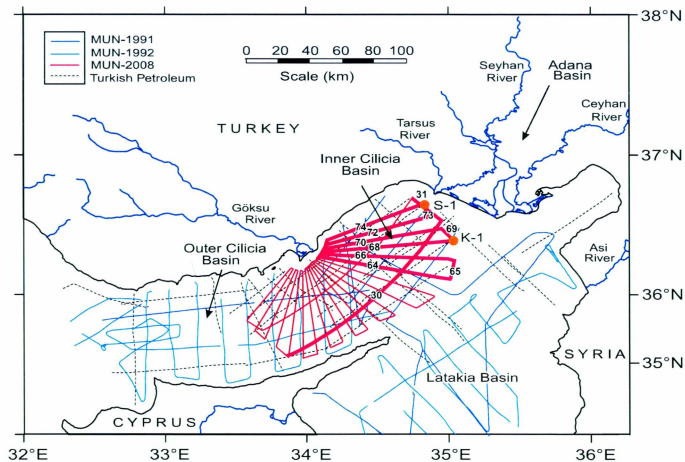 38°N
MUN-1991
MUN-1992
MUN-2008
Turkish Petroleum
0 20 40 60 80 100
Scale (km)
Seyhan
River
Adana
Basin
Ceyhan
River
Tarsus
River
TURKEY
37°N
Inner Cilicia
Basin
31
S-1
Göksu
River
74
73
72
69
K-1
70
68
66
64
65
Outer Cilicia
Basin
Asi
River
30
36°N
SYRIA
35°N
Latakia Basin
CYPRUS
32°E
33°E
34°E
35°E
36°E